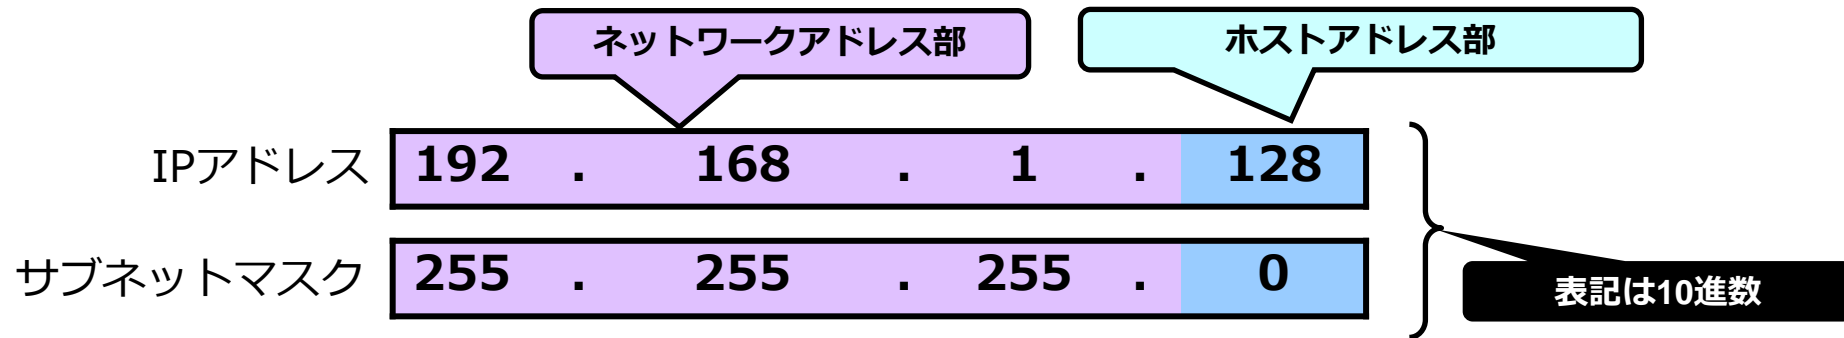 ネットワークアドレス部
ホストアドレス部
IPアドレス 192 . 168 . 1 . 128
サブネットマスク 255 . 255 . 255 . 0
表記は10進数